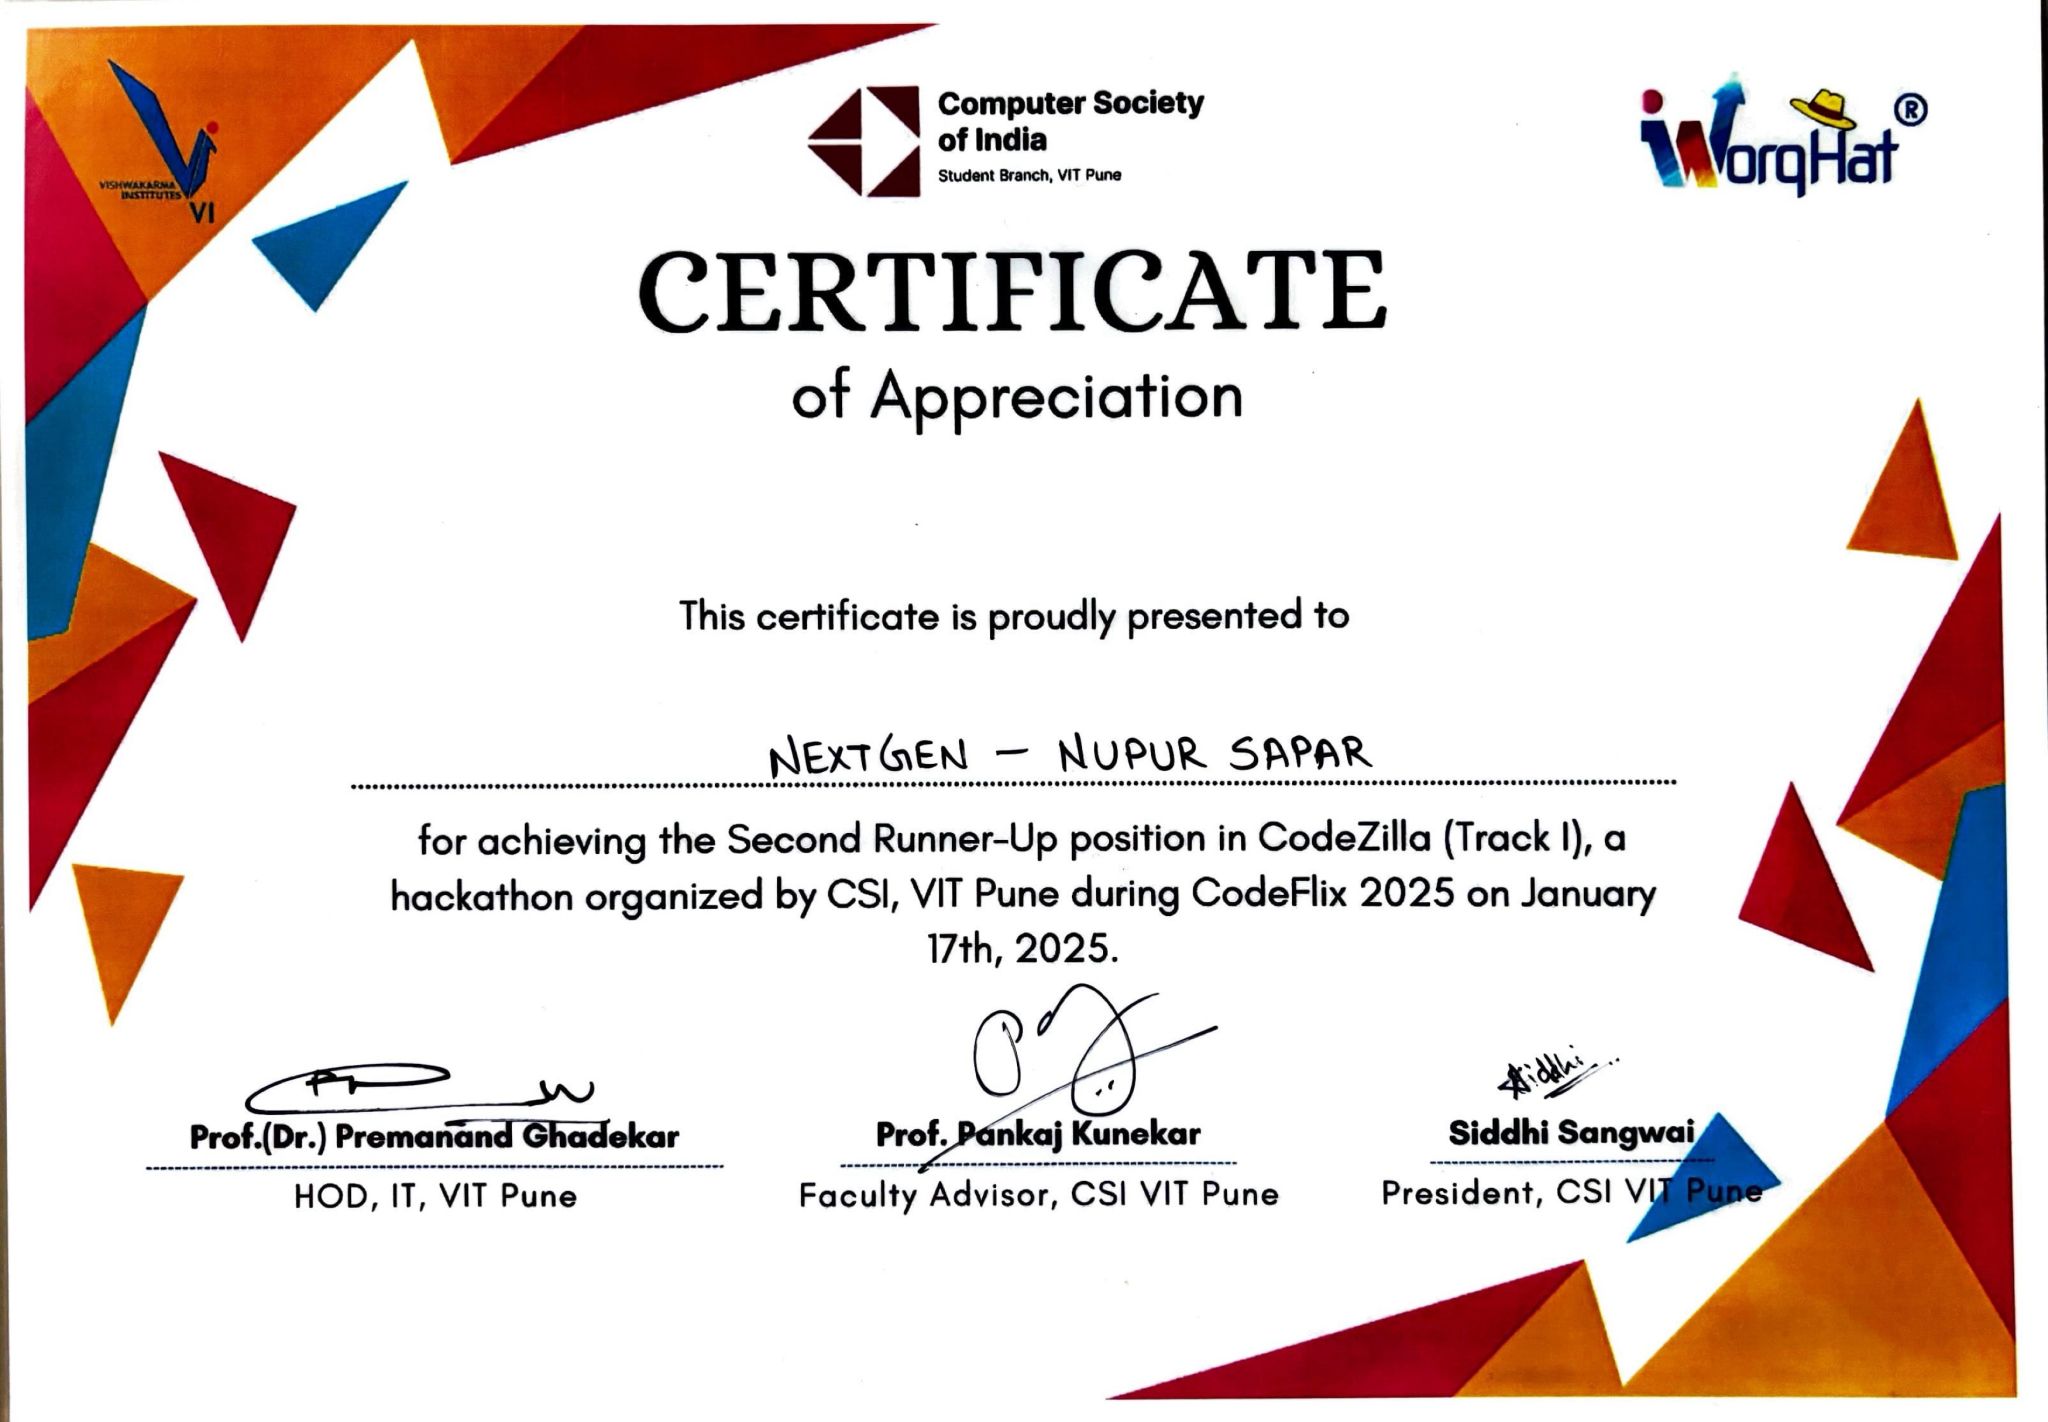 VISHWAKARMA
INSTITUTES
VI
Computer Society
of India
Student Branch, VIT Pune
WorqHat ®
CERTIFICATE
of Appreciation
This certificate is proudly presented to
NEXTGEN – NUPUR SAPAR
for achieving the Second Runner-Up position in CodeZilla (Track I), a
hackathon organized by CSI, VIT Pune during CodeFlix 2025 on January
17th, 2025.
Siddhi
Prof.(Dr.) Premanand Ghadekar
HOD, IT, VIT Pune
Prof. Pankaj Kunekar
Faculty Advisor, CSI VIT Pune
Siddhi Sangwai
President, CSI VIT Pune